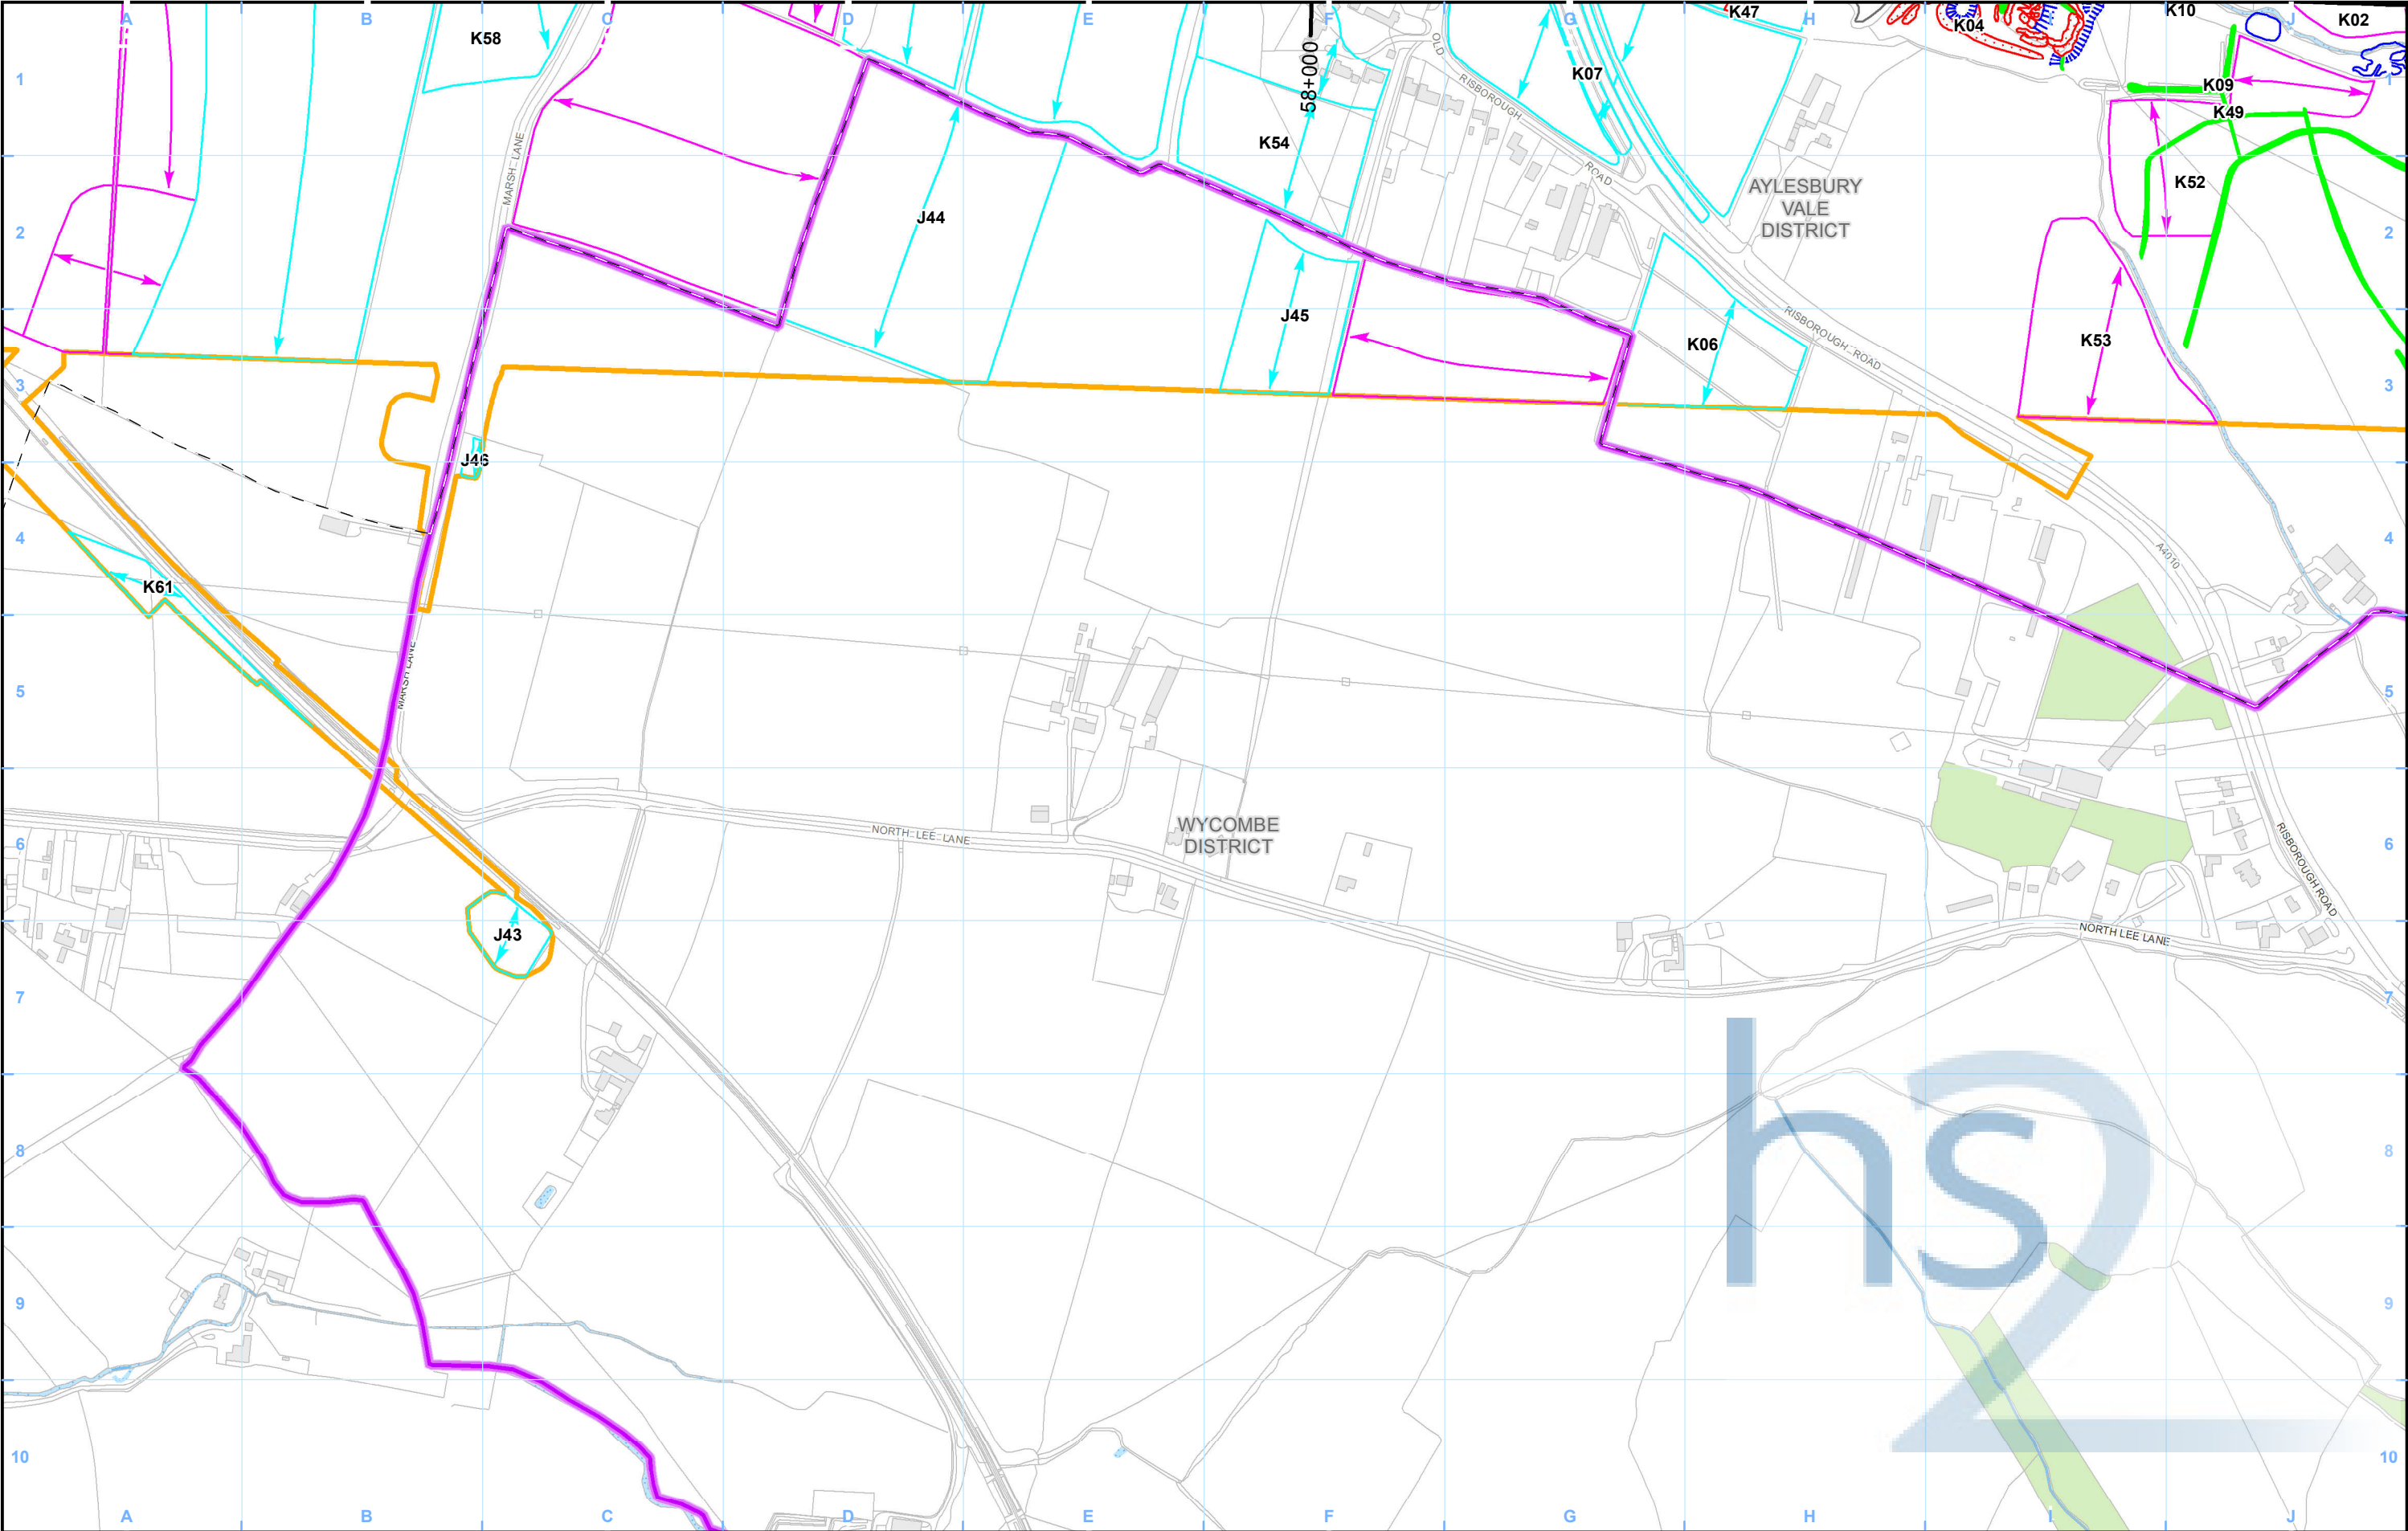 A B C D E F G H I J
K58
K47
K04
K10
K02
1
58+000
OLD
RISBOROUGH
ROAD
K07
K09
1
K49
K54
MARSH LANE
AYLESBURY
VALE
DISTRICT
K52
2
J44
2
J45
K06
RISBOROUGH ROAD
K53
3
3
J46
4
A4010
4
K61
MARSH LANE
5
5
NORTH LEE LANE
WYCOMBE
DISTRICT
6
6
RISBOROUGH ROAD
J43
NORTH LEE LANE
7
7
hs2
8
8
9
9
10
10
A B C D E F G H I J